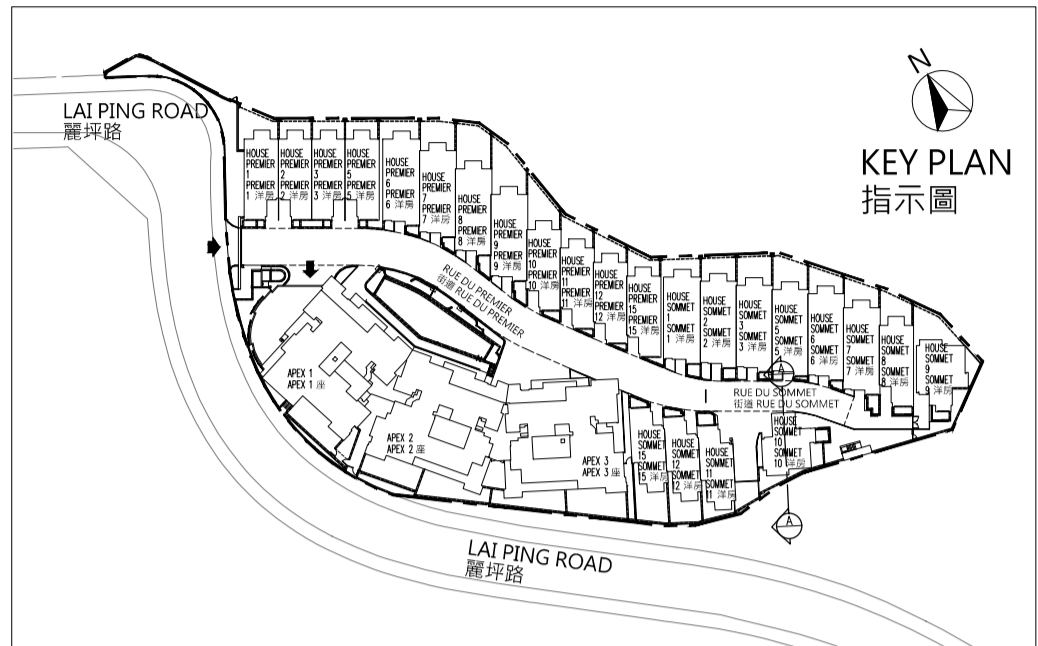 N
KEY PLAN
指示圖
LAI PING ROAD
麗坪路
HOUSE
PREMIER
1
PREMIER
1 洋房
HOUSE
PREMIER
2
PREMIER
2 洋房
HOUSE
PREMIER
3
PREMIER
3 洋房
HOUSE
PREMIER
5
PREMIER
5 洋房
HOUSE
PREMIER
6
PREMIER
6 洋房
HOUSE
PREMIER
7
PREMIER
7 洋房
HOUSE
PREMIER
8
PREMIER
8 洋房
HOUSE
PREMIER
9
PREMIER
9 洋房
HOUSE
PREMIER
10
PREMIER
10 洋房
HOUSE
PREMIER
11
PREMIER
11 洋房
HOUSE
PREMIER
12
PREMIER
12 洋房
HOUSE
PREMIER
15
PREMIER
15 洋房
HOUSE
SOMMET
1
SOMMET
1 洋房
HOUSE
SOMMET
2
SOMMET
2 洋房
HOUSE
SOMMET
3
SOMMET
3 洋房
HOUSE
SOMMET
5
SOMMET
5 洋房
HOUSE
SOMMET
6
SOMMET
6 洋房
HOUSE
SOMMET
7
SOMMET
7 洋房
HOUSE
SOMMET
8
SOMMET
8 洋房
HOUSE
SOMMET
9
SOMMET
9 洋房
RUE DU PREMIER
街道 RUE DU PREMIER
A
RUE DU SOMMET
街道 RUE DU SOMMET
APEX 1
APEX 1 座
APEX 2
APEX 2 座
APEX 3
APEX 3 座
HOUSE
SOMMET
15
SOMMET
15 洋房
HOUSE
SOMMET
12
SOMMET
12 洋房
HOUSE
SOMMET
11
SOMMET
11 洋房
HOUSE
SOMMET
10
SOMMET
10 洋房
A
LAI PING ROAD
麗坪路